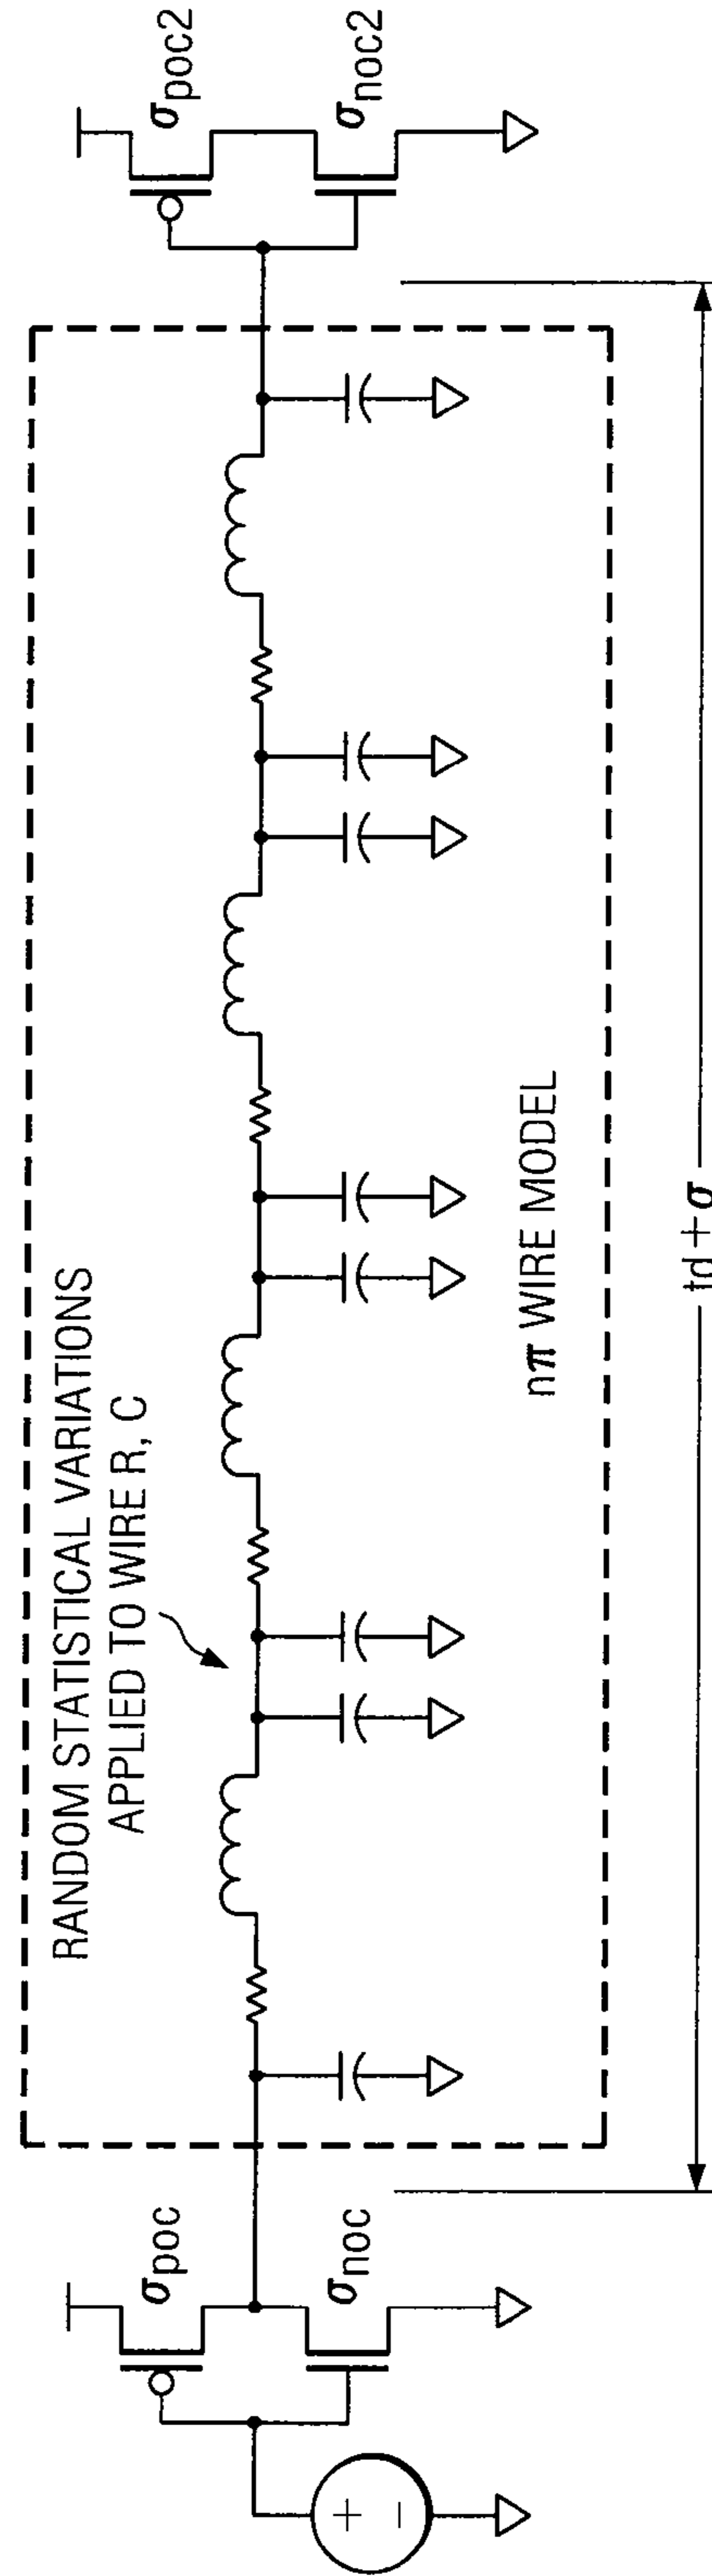 RANDOM STATISTICAL VARIATIONS
APPLIED TO WIRE R, C
σpoc
σnoc
+
−
σpoc2
σnoc2
nπ WIRE MODEL
td + σ